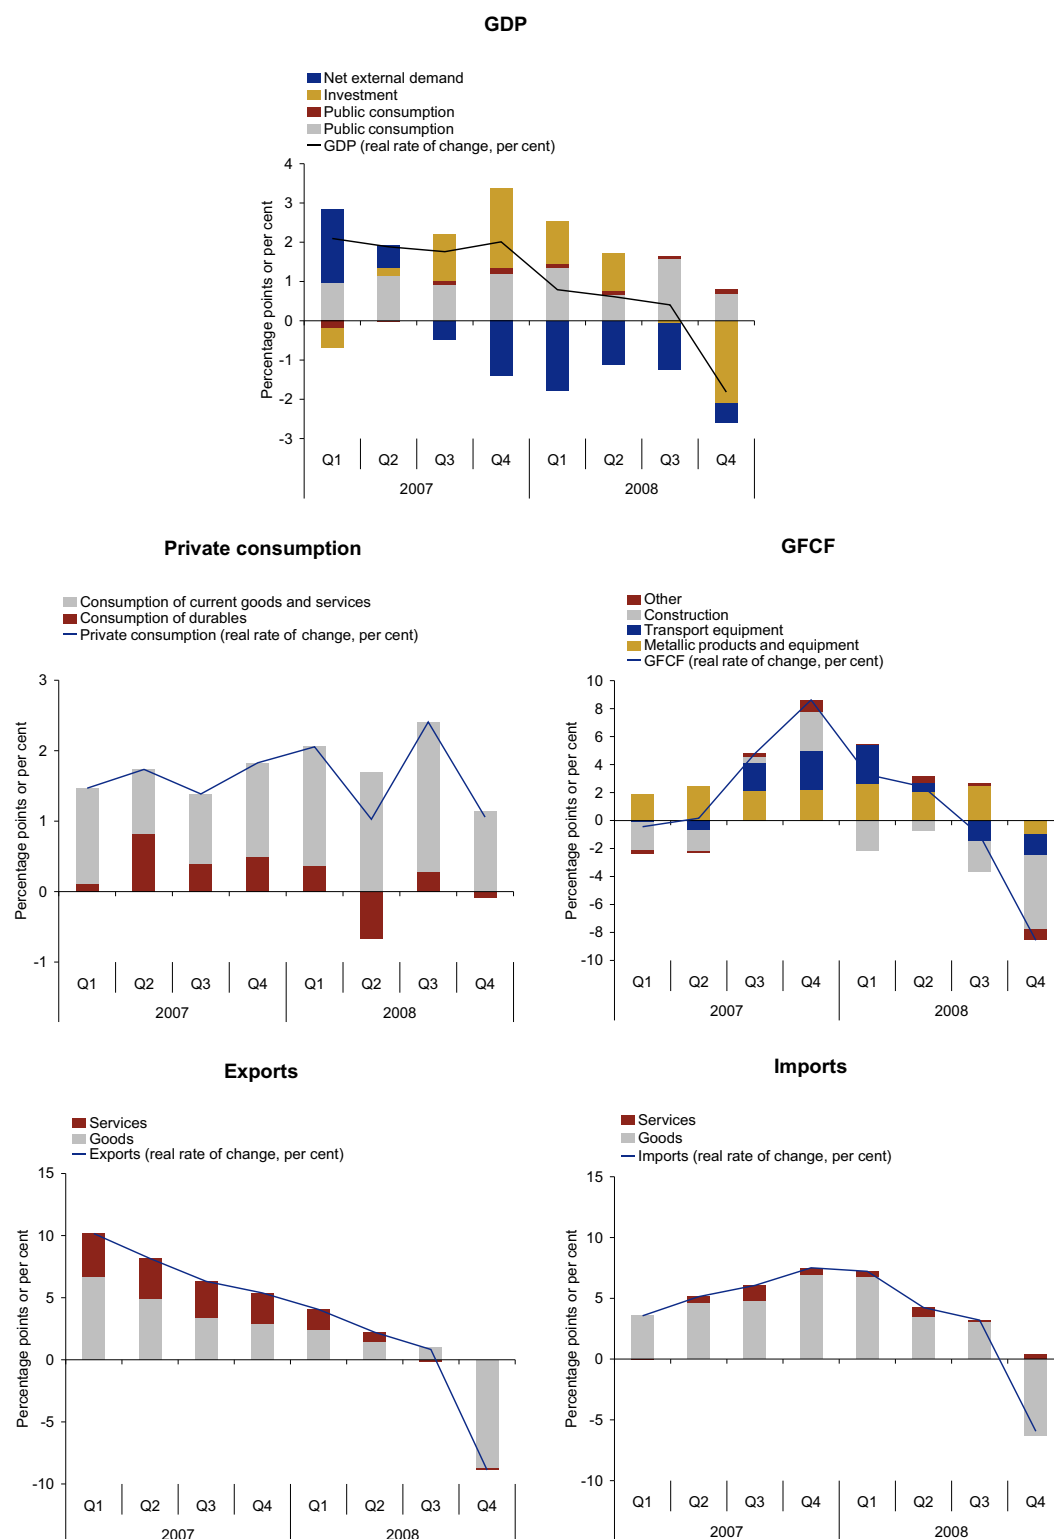 GDP
Net external demand
Investment
Public consumption
Public consumption
GDP (real rate of change, per cent)
Percentage points or per cent
4
3
2
1
0
-1
-2
-3
Q1 Q2 Q3 Q4 Q1 Q2 Q3 Q4
2007 2008
Private consumption
Consumption of current goods and services
Consumption of durables
Private consumption (real rate of change, per cent)
Percentage points or per cent
3
2
1
0
-1
Q1 Q2 Q3 Q4 Q1 Q2 Q3 Q4
2007 2008
GFCF
Other
Construction
Transport equipment
Metallic products and equipment
GFCF (real rate of change, per cent)
Percentage points or per cent
10
8
6
4
2
0
-2
-4
-6
-8
-10
Q1 Q2 Q3 Q4 Q1 Q2 Q3 Q4
2007 2008
Exports
Services
Goods
Exports (real rate of change, per cent)
Percentage points or per cent
15
10
5
0
-5
-10
Q1 Q2 Q3 Q4 Q1 Q2 Q3 Q4
2007 2008
Imports
Services
Goods
Imports (real rate of change, per cent)
Percentage points or per cent
15
10
5
0
-5
-10
Q1 Q2 Q3 Q4 Q1 Q2 Q3 Q4
2007 2008